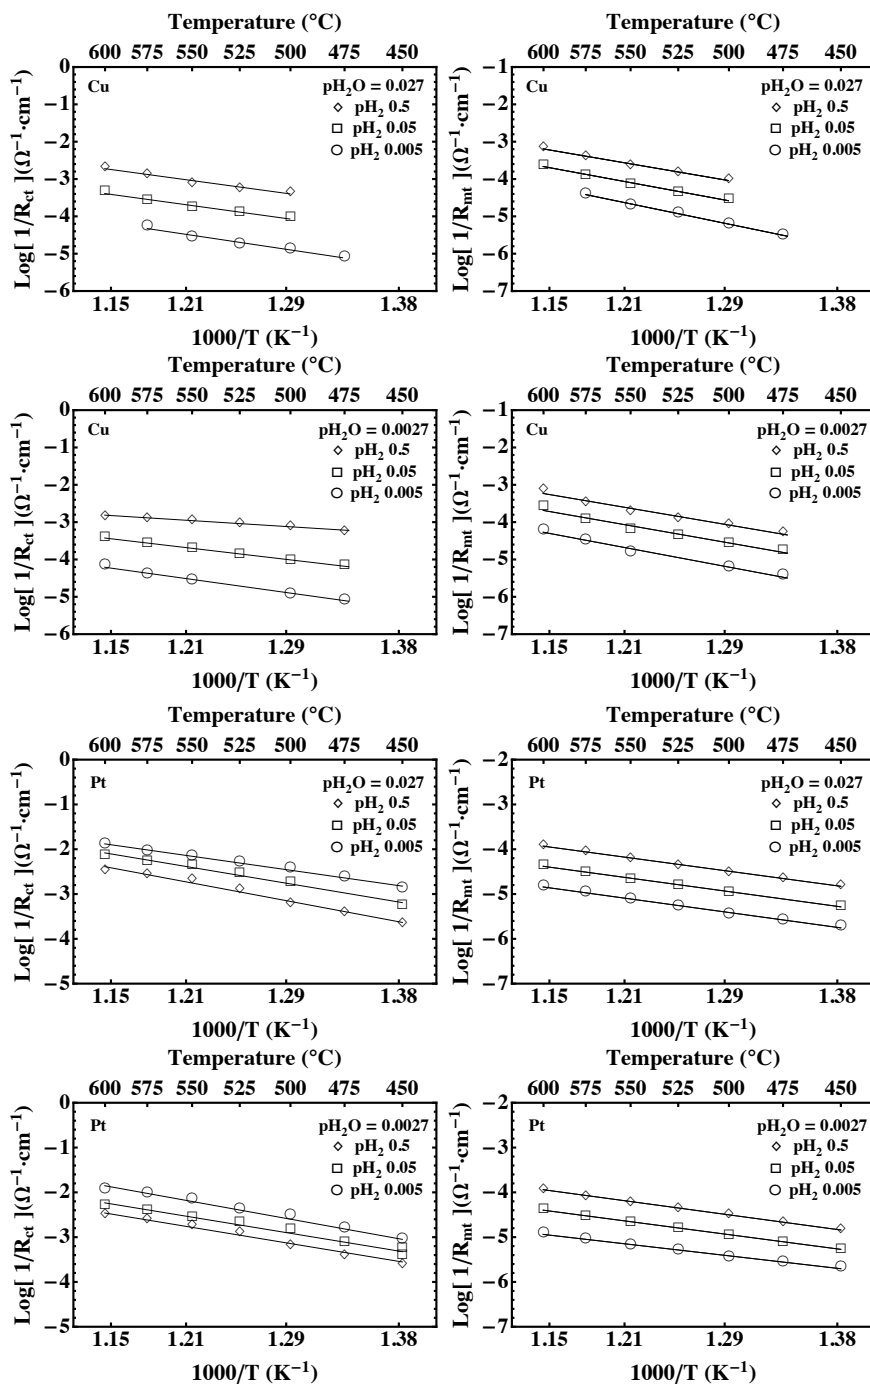 Temperature (°C)
600 575 550 525 500 475 450
0
−1
−2
−3
−4
−5
−6
Log[ 1/R_ct ](Ω⁻¹·cm⁻¹)
Cu
pH₂O = 0.027
pH₂ 0.5
pH₂ 0.05
pH₂ 0.005
1.15 1.21 1.29 1.38
1000/T (K⁻¹)
Temperature (°C)
600 575 550 525 500 475 450
−1
−2
−3
−4
−5
−6
−7
Log[ 1/R_mt ](Ω⁻¹·cm⁻¹)
Cu
pH₂O = 0.027
pH₂ 0.5
pH₂ 0.05
pH₂ 0.005
1.15 1.21 1.29 1.38
1000/T (K⁻¹)
Temperature (°C)
600 575 550 525 500 475 450
0
−1
−2
−3
−4
−5
−6
Log[ 1/R_ct ](Ω⁻¹·cm⁻¹)
Cu
pH₂O = 0.0027
pH₂ 0.5
pH₂ 0.05
pH₂ 0.005
1.15 1.21 1.29 1.38
1000/T (K⁻¹)
Temperature (°C)
600 575 550 525 500 475 450
−1
−2
−3
−4
−5
−6
−7
Log[ 1/R_mt ](Ω⁻¹·cm⁻¹)
Cu
pH₂O = 0.0027
pH₂ 0.5
pH₂ 0.05
pH₂ 0.005
1.15 1.21 1.29 1.38
1000/T (K⁻¹)
Temperature (°C)
600 575 550 525 500 475 450
0
−1
−2
−3
−4
−5
Log[ 1/R_ct ](Ω⁻¹·cm⁻¹)
Pt
pH₂O = 0.027
pH₂ 0.5
pH₂ 0.05
pH₂ 0.005
1.15 1.21 1.29 1.38
1000/T (K⁻¹)
Temperature (°C)
600 575 550 525 500 475 450
−2
−3
−4
−5
−6
−7
Log[ 1/R_mt ](Ω⁻¹·cm⁻¹)
Pt
pH₂O = 0.027
pH₂ 0.5
pH₂ 0.05
pH₂ 0.005
1.15 1.21 1.29 1.38
1000/T (K⁻¹)
Temperature (°C)
600 575 550 525 500 475 450
0
−1
−2
−3
−4
−5
Log[ 1/R_ct ](Ω⁻¹·cm⁻¹)
Pt
pH₂O = 0.0027
pH₂ 0.5
pH₂ 0.05
pH₂ 0.005
1.15 1.21 1.29 1.38
1000/T (K⁻¹)
Temperature (°C)
600 575 550 525 500 475 450
−2
−3
−4
−5
−6
−7
Log[ 1/R_mt ](Ω⁻¹·cm⁻¹)
Pt
pH₂O = 0.0027
pH₂ 0.5
pH₂ 0.05
pH₂ 0.005
1.15 1.21 1.29 1.38
1000/T (K⁻¹)